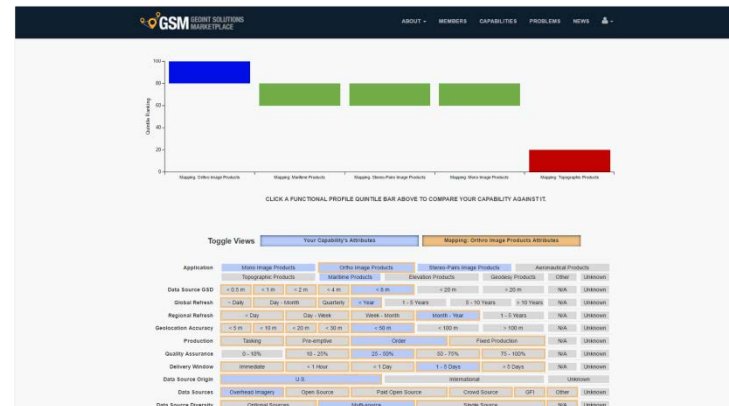 GSM GEOINT SOLUTIONS MARKETPLACE
ABOUT MEMBERS CAPABILITIES PROBLEMS NEWS
100
80
60
40
20
0
Quintile Ranking
Mapping: Ortho Image Products Mapping: Maritime Products Mapping: Stereo-Pairs Image Products Mapping: Mono Image Products Mapping: Topographic Products
CLICK A FUNCTIONAL PROFILE QUINTILE BAR ABOVE TO COMPARE YOUR CAPABILITY AGAINST IT.
Toggle Views Your Capability's Attributes Mapping: Orthro Image Products Attributes
Application Mono Image Products Ortho Image Products Stereo-Pairs Image Products Aeronautical Products
Topographic Products Maritime Products Elevation Products Geodesy Products Other Unknown
Data Source GSD < 0.5 m < 1 m < 2 m < 4 m < 5 m < 20 m > 20 m N/A Unknown
Global Refresh ~ Daily Day - Month Quarterly < Year 1 - 5 Years 5 - 10 Years > 10 Years N/A Unknown
Regional Refresh < Day Day - Week Week - Month Month - Year 1 - 5 Years N/A Unknown
Geolocation Accuracy < 5 m < 10 m < 20 m < 30 m < 50 m < 100 m > 100 m N/A Unknown
Production Tasking Pre-emptive Order Fixed Production N/A Unknown
Quality Assurance 0 - 10% 10 - 25% 25 - 50% 50 - 75% 75 - 100% N/A Unknown
Delivery Window Immediate < 1 Hour < 1 Day 1 - 5 Days > 5 Days N/A Unknown
Data Source Origin U.S. International Unknown
Data Sources Overhead Imagery Open Source Paid Open Source Crowd Source GFI Other Unknown
Data Source Diversity Optional Sources Multi-source Single Source N/A Unknown